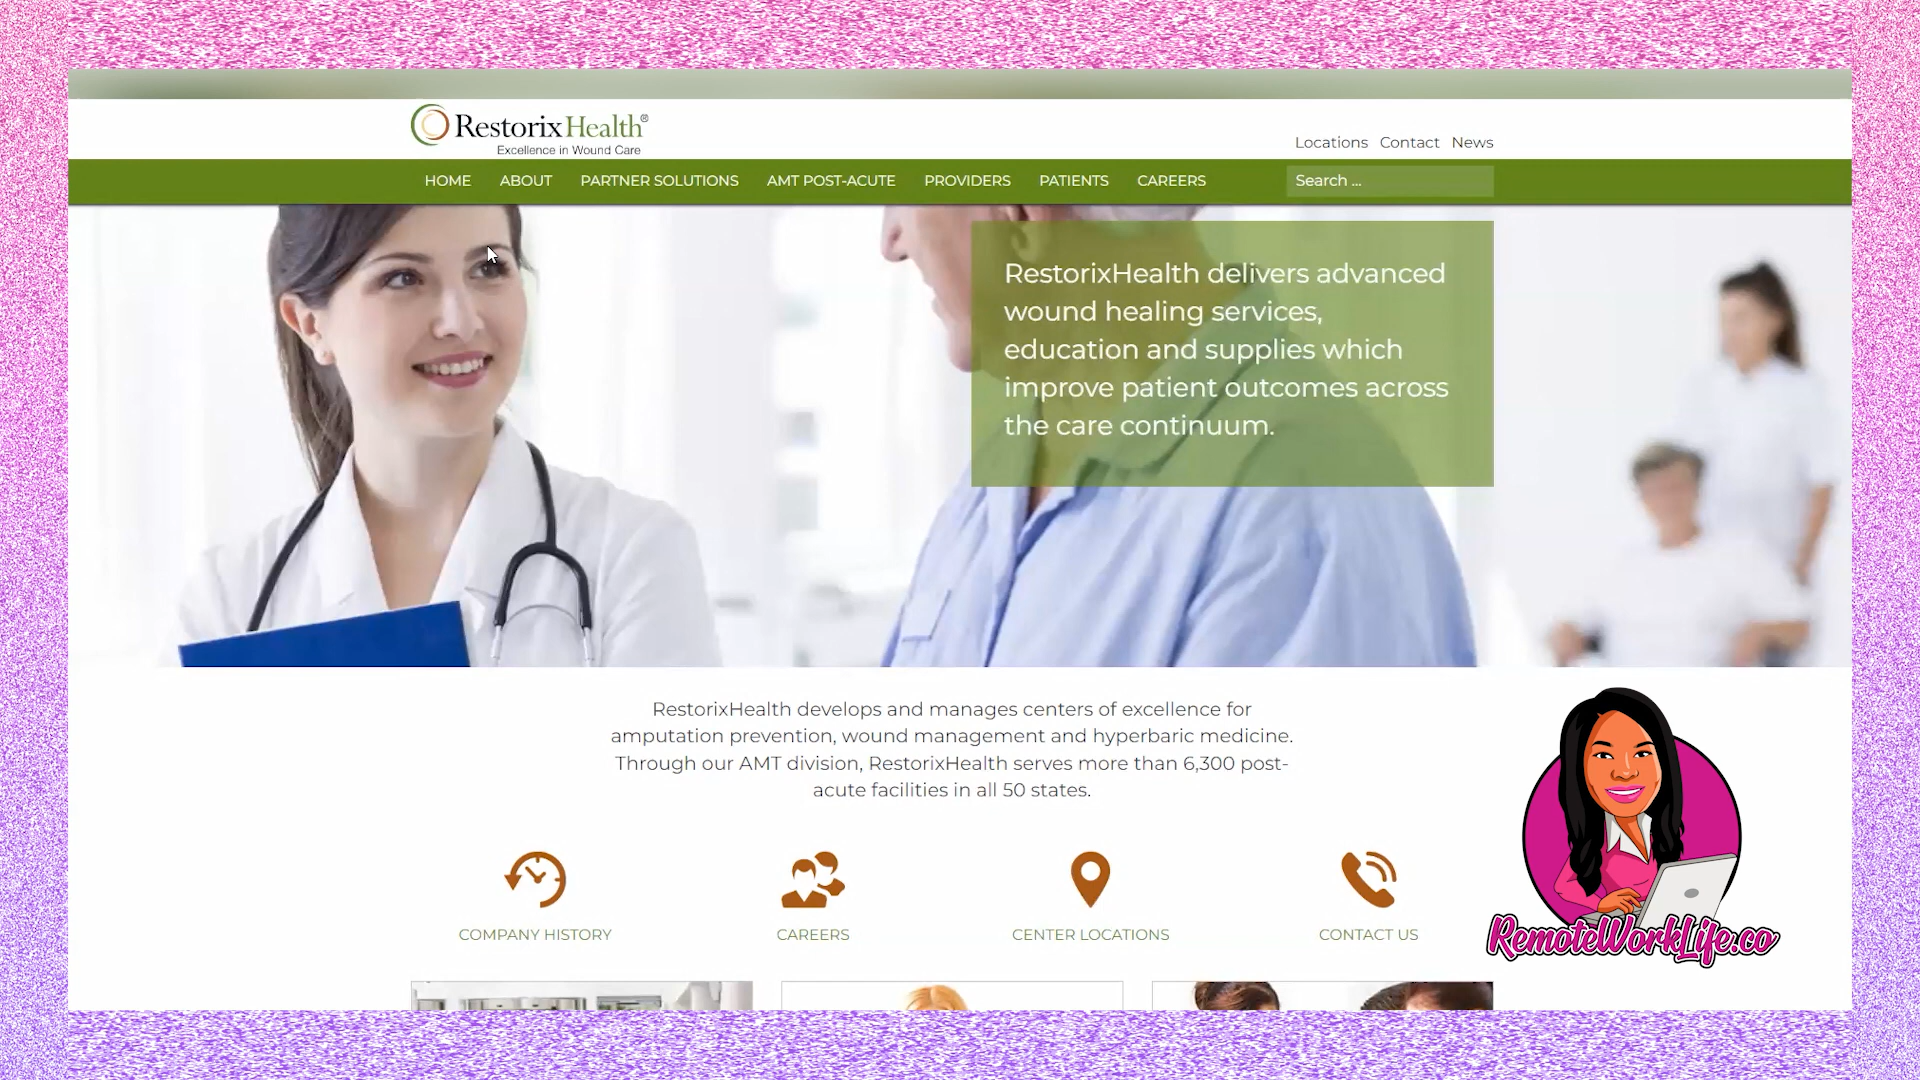 RestorixHealth®
Excellence in Wound Care
Locations Contact News
HOME ABOUT PARTNER SOLUTIONS AMT POST-ACUTE PROVIDERS PATIENTS CAREERS Search ...
RestorixHealth delivers advanced
wound healing services,
education and supplies which
improve patient outcomes across
the care continuum.
RestorixHealth develops and manages centers of excellence for
amputation prevention, wound management and hyperbaric medicine.
Through our AMT division, RestorixHealth serves more than 6,300 post-
acute facilities in all 50 states.
COMPANY HISTORY CAREERS CENTER LOCATIONS CONTACT US
RemoteWorkLife.co